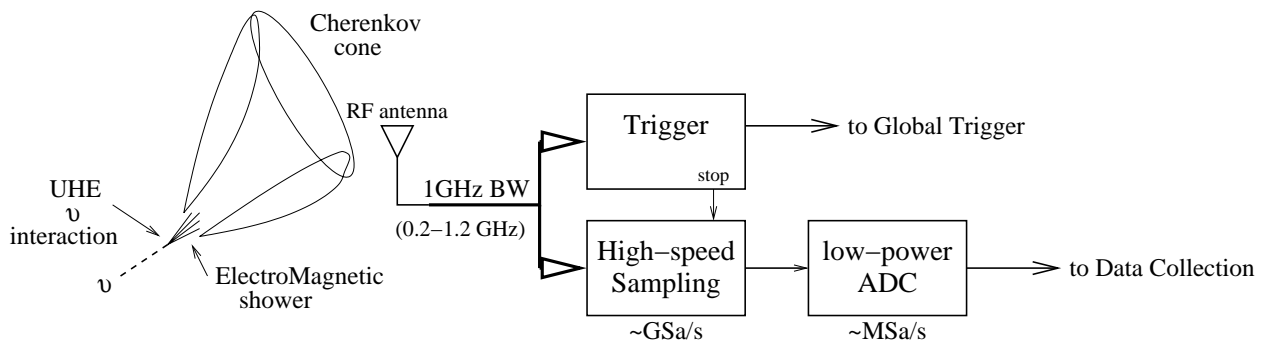 Cherenkov
cone
RF antenna
Trigger
to Global Trigger
stop
UHE
υ
interaction
1GHz BW
(0.2−1.2 GHz)
High−speed
Sampling
low−power
ADC
to Data Collection
υ
ElectroMagnetic
shower
~GSa/s
~MSa/s